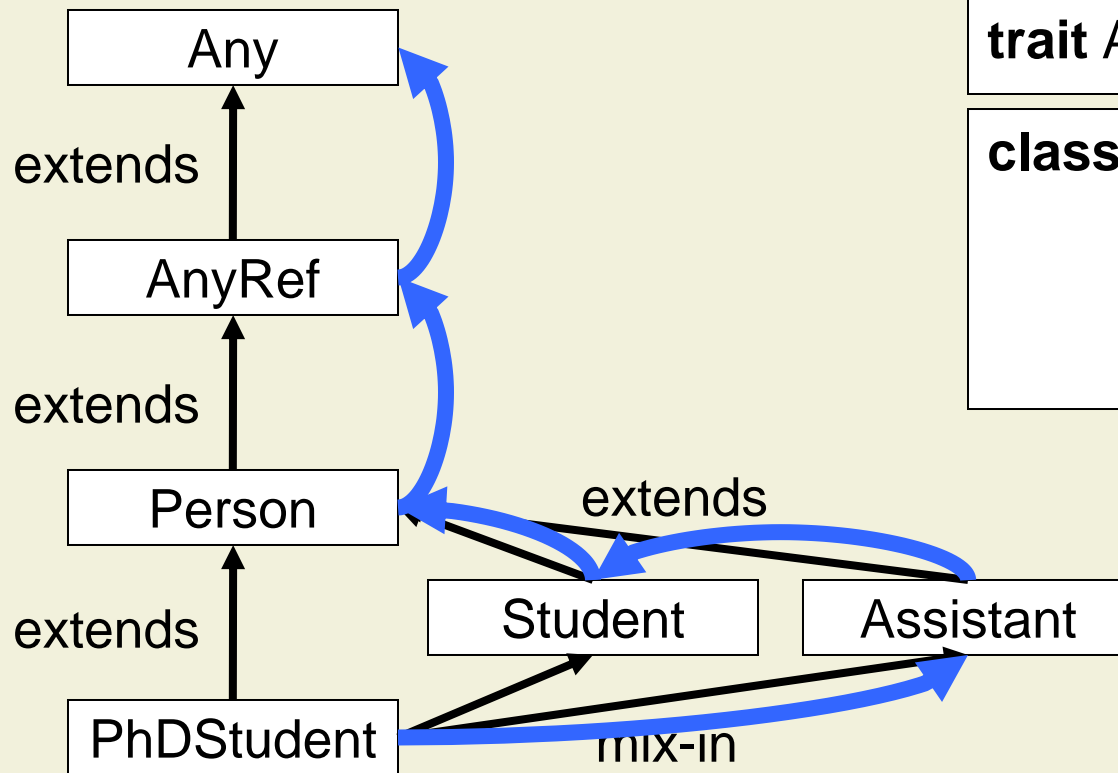 Any
trait A
class
extends
AnyRef
extends
Person
extends
Student
Assistant
extends
PhDStudent
mix-in